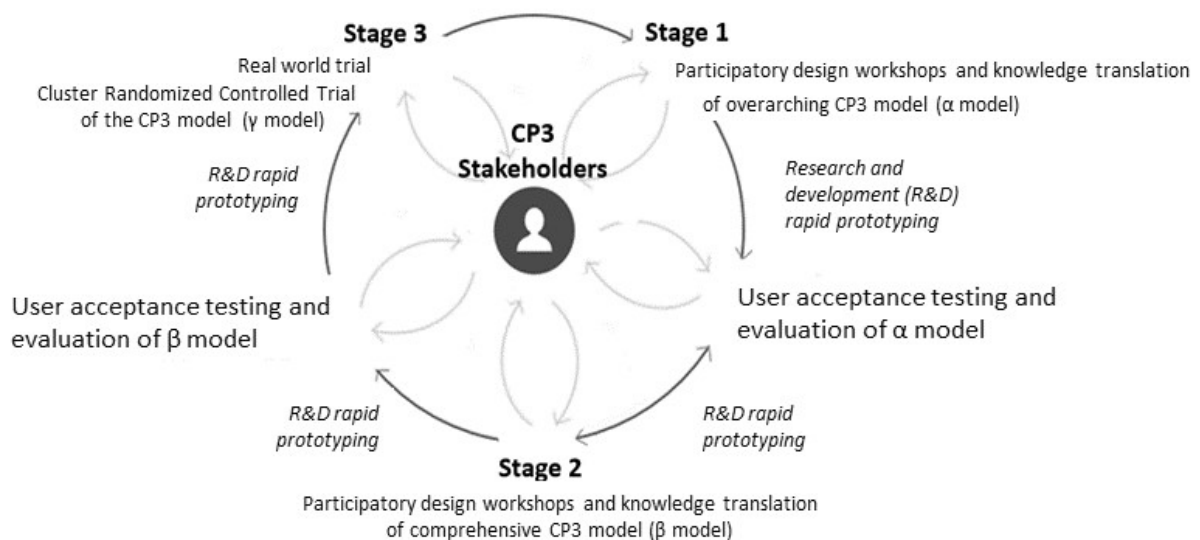 Stage 3
Real world trial
Cluster Randomized Controlled Trial
of the CP3 model (γ model)
Stage 1
Participatory design workshops and knowledge translation
of overarching CP3 model (α model)
CP3
Stakeholders
R&D rapid
prototyping
Research and
development (R&D)
rapid prototyping
User acceptance testing and
evaluation of β model
User acceptance testing and
evaluation of α model
R&D rapid
prototyping
R&D rapid
prototyping
Stage 2
Participatory design workshops and knowledge translation
of comprehensive CP3 model (β model)